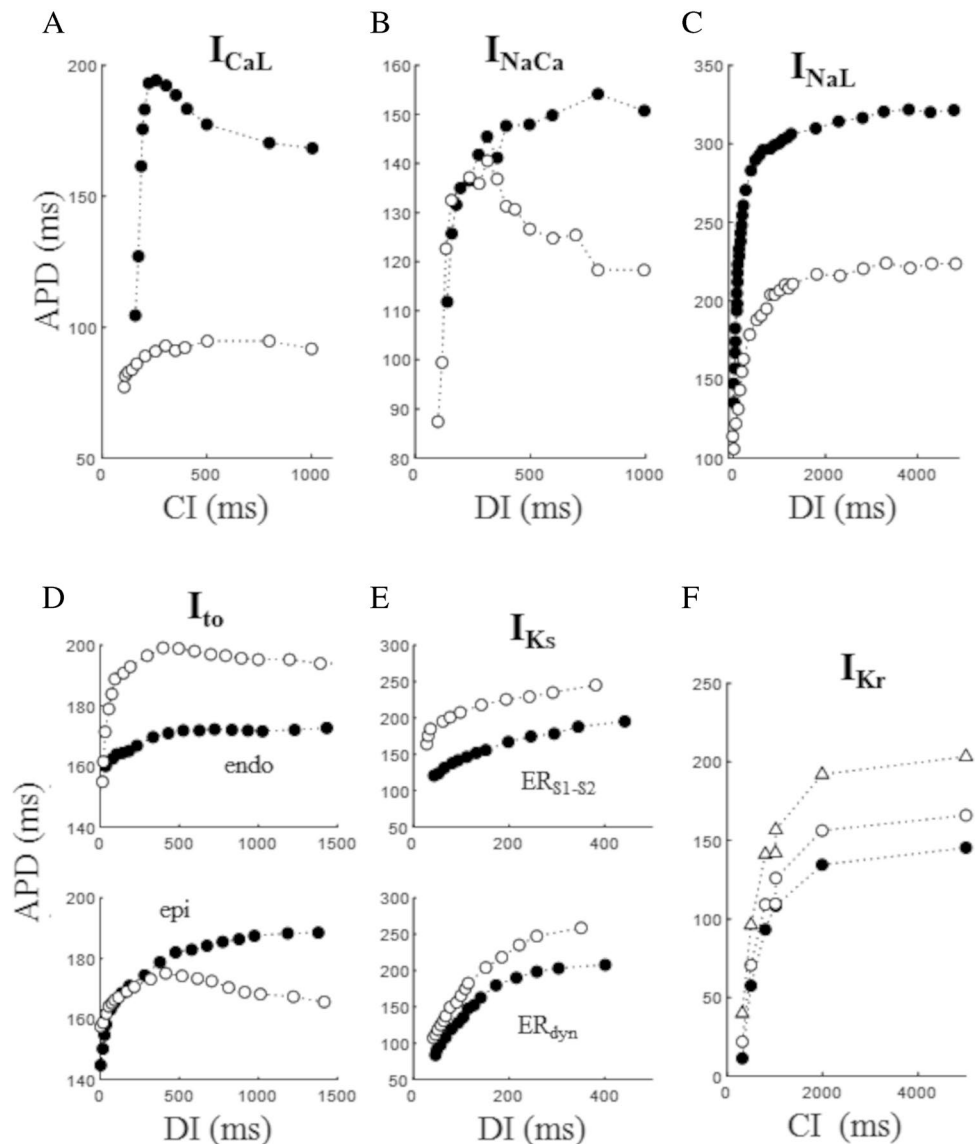 A
B
C
I_CaL
I_NaCa
I_NaL
200
150
100
50
0
500
1000
APD (ms)
CI (ms)
160
150
140
130
120
110
100
90
80
0
500
1000
DI (ms)
350
300
250
200
150
100
0
2000
4000
DI (ms)
D
E
F
I_to
I_Ks
I_Kr
200
180
160
140
0
500
1000
1500
endo
300
250
200
150
100
50
0
200
400
ER_S1-S2
200
180
160
140
0
500
1000
1500
epi
APD (ms)
DI (ms)
300
250
200
150
100
50
0
200
400
ER_dyn
DI (ms)
250
200
150
100
50
0
0
2000
4000
CI (ms)